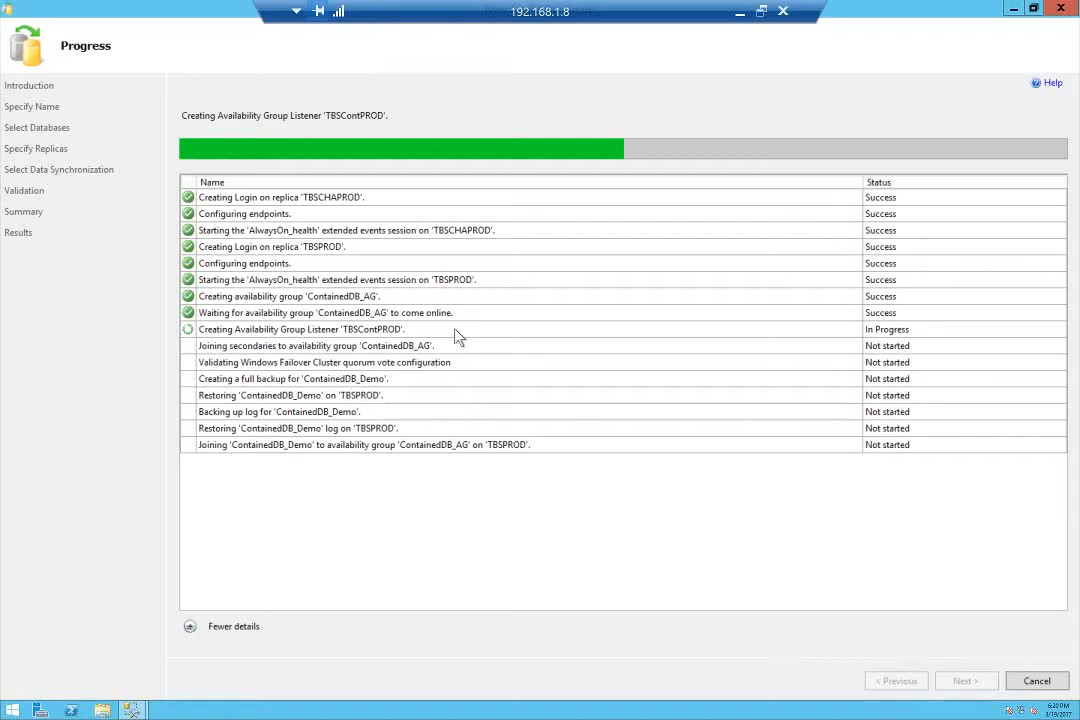 192.168.1.8
Progress
Introduction
Specify Name
Select Databases
Specify Replicas
Select Data Synchronization
Validation
Summary
Results
Help
Creating Availability Group Listener 'TBSContPROD'.
Name Status
Creating Login on replica 'TBSCHAPROD'. Success
Configuring endpoints. Success
Starting the 'AlwaysOn_health' extended events session on 'TBSCHAPROD'. Success
Creating Login on replica 'TBSPROD'. Success
Configuring endpoints. Success
Starting the 'AlwaysOn_health' extended events session on 'TBSPROD'. Success
Creating availability group 'ContainedDB_AG'. Success
Waiting for availability group 'ContainedDB_AG' to come online. Success
Creating Availability Group Listener 'TBSContPROD'. In Progress
Joining secondaries to availability group 'ContainedDB_AG'. Not started
Validating Windows Failover Cluster quorum vote configuration Not started
Creating a full backup for 'ContainedDB_Demo'. Not started
Restoring 'ContainedDB_Demo' on 'TBSPROD'. Not started
Backing up log for 'ContainedDB_Demo'. Not started
Restoring 'ContainedDB_Demo' log on 'TBSPROD'. Not started
Joining 'ContainedDB_Demo' to availability group 'ContainedDB_AG' on 'TBSPROD'. Not started
Fewer details
< Previous Next > Cancel
6:20 PM
3/19/2017